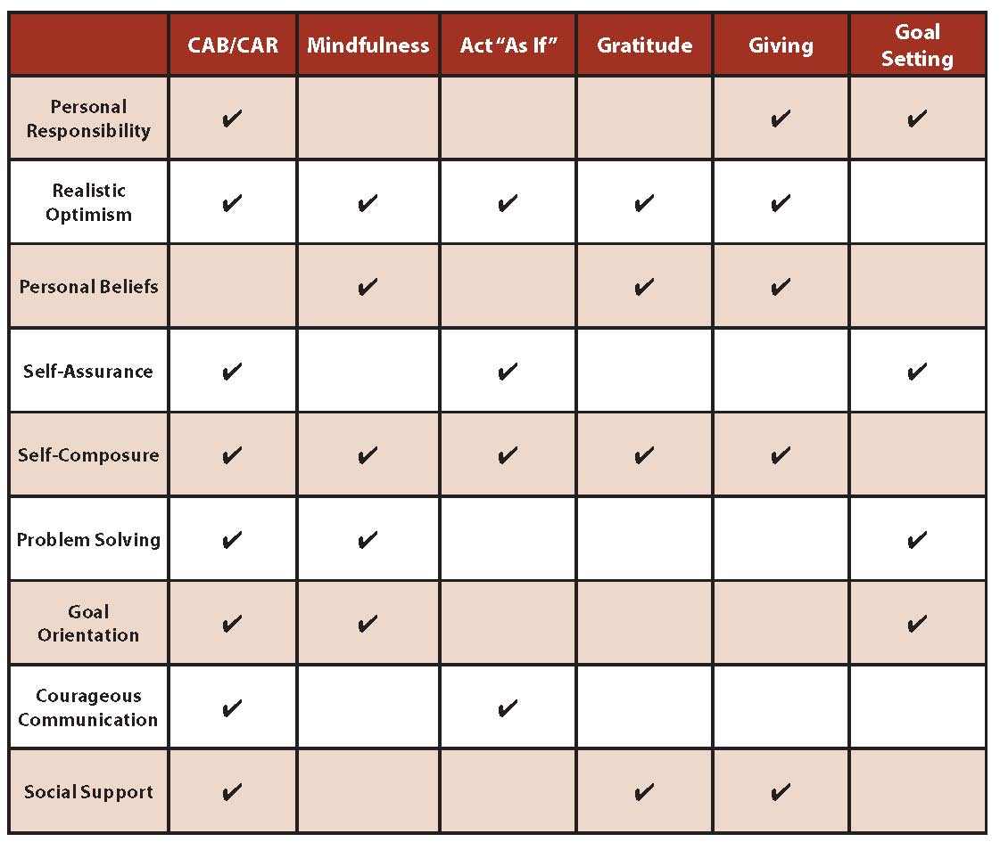 CAB/CAR Mindfulness Act “As If” Gratitude Giving Goal
Setting
Personal
Responsibility ✔ ✔ ✔
Realistic
Optimism ✔ ✔ ✔ ✔ ✔
Personal Beliefs ✔ ✔ ✔
Self-Assurance ✔ ✔ ✔
Self-Composure ✔ ✔ ✔ ✔ ✔
Problem Solving ✔ ✔ ✔
Goal
Orientation ✔ ✔ ✔
Courageous
Communication ✔ ✔
Social Support ✔ ✔ ✔